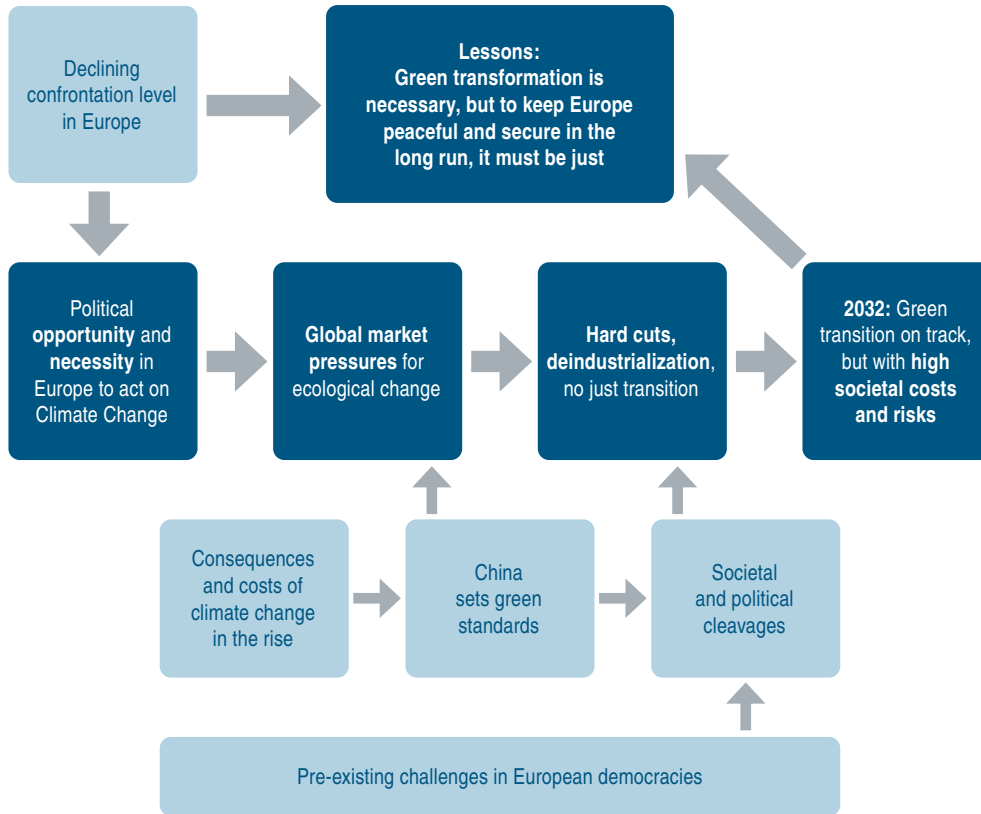 Declining
confrontation level
in Europe
Lessons:
Green transformation is
necessary, but to keep Europe
peaceful and secure in the
long run, it must be just
Political
opportunity and
necessity in
Europe to act on
Climate Change
Global market
pressures for
ecological change
Hard cuts,
deindustrialization,
no just transition
2032: Green
transition on track,
but with high
societal costs
and risks
Consequences
and costs of
climate change
in the rise
China
sets green
standards
Societal
and political
cleavages
Pre-existing challenges in European democracies